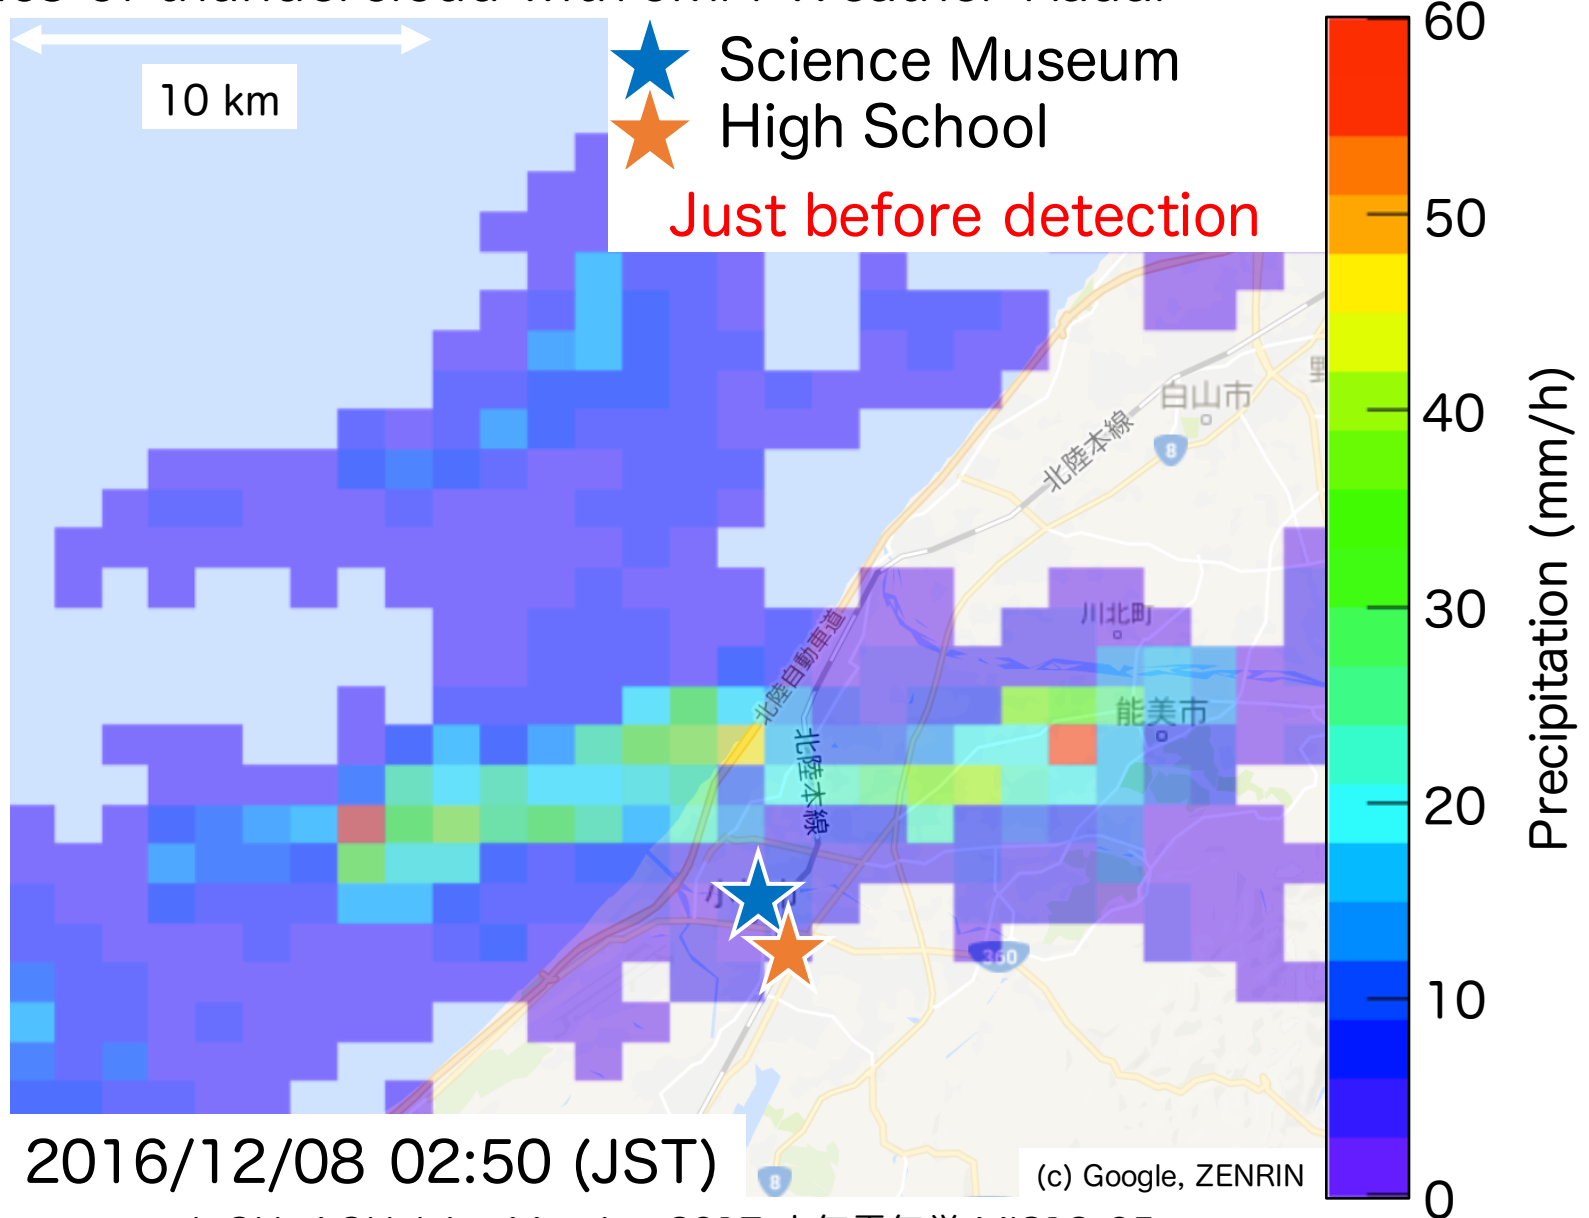 10 km
Science Museum
High School
Just before detection
60
50
40
30
20
10
0
Precipitation (mm/h)
白山市
北陸本線
8
川北町
北陸自動車道
能美市
北陸本線
360
8
2016/12/08 02:50 (JST)
(c) Google, ZENRIN